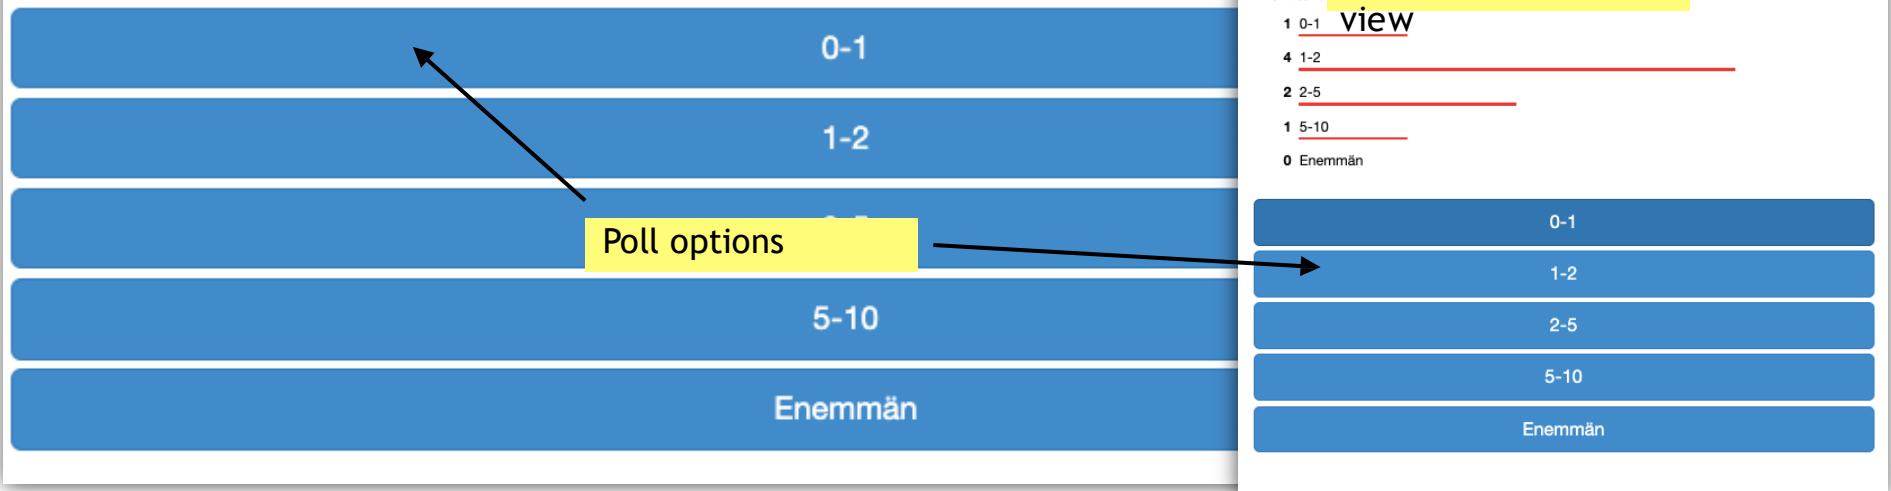 0-1
1-2
Poll options
5-10
Enemmän
view
1 0-1
4 1-2
2 2-5
1 5-10
0 Enemmän
0-1
1-2
2-5
5-10
Enemmän